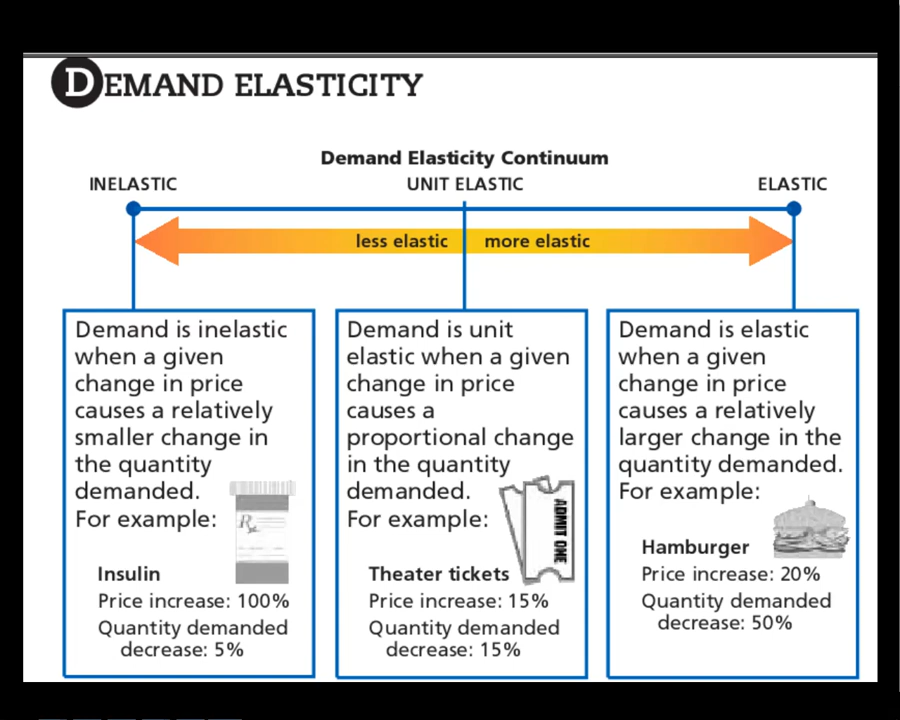 DEMAND ELASTICITY
Demand Elasticity Continuum
INELASTIC UNIT ELASTIC ELASTIC
less elastic more elastic
Demand is inelastic
when a given
change in price
causes a relatively
smaller change in
the quantity
demanded.
For example:
Rx
Insulin
Price increase: 100%
Quantity demanded
decrease: 5%
Demand is unit
elastic when a given
change in price
causes a
proportional change
in the quantity
demanded.
For example:
ADMIT ONE
Theater tickets
Price increase: 15%
Quantity demanded
decrease: 15%
Demand is elastic
when a given
change in price
causes a relatively
larger change in the
quantity demanded.
For example:
Hamburger
Price increase: 20%
Quantity demanded
decrease: 50%